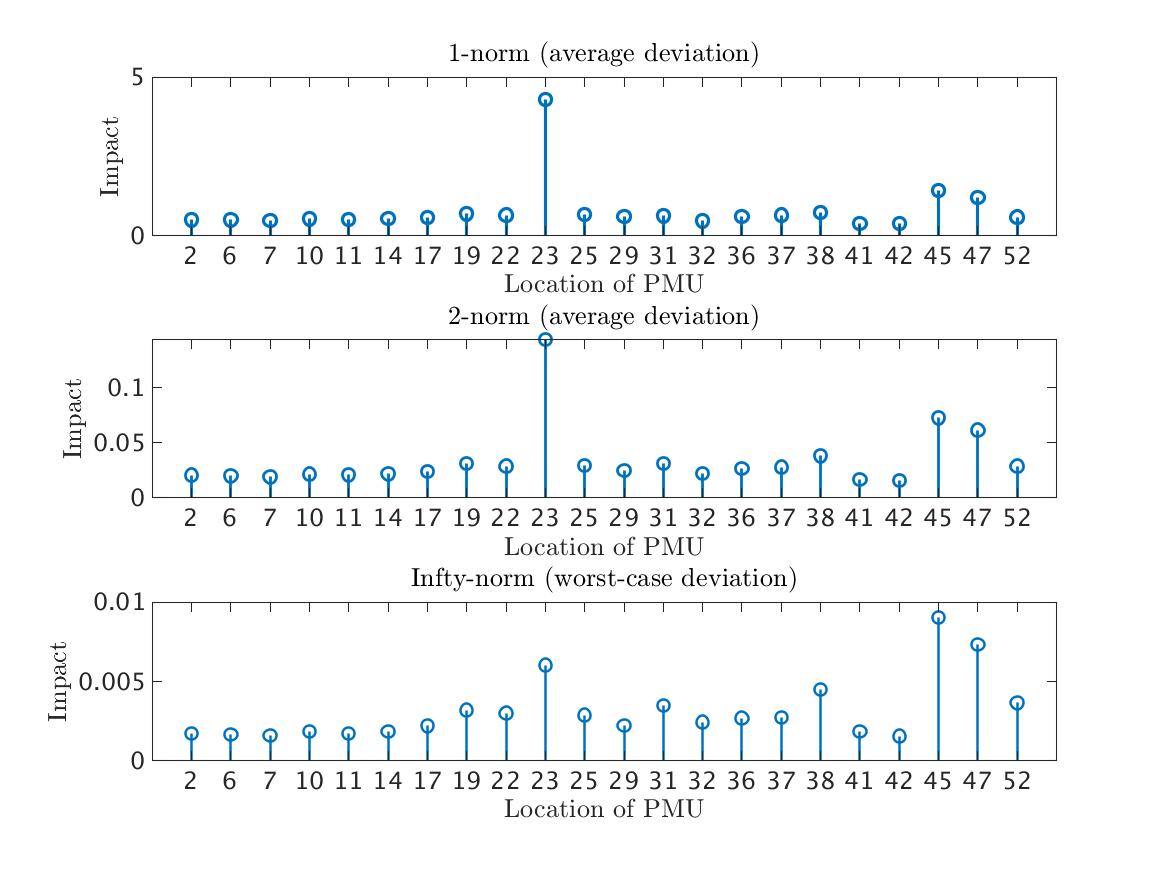 1-norm (average deviation)
5
Impact
0
2 6 7 10 11 14 17 19 22 23 25 29 31 32 36 37 38 41 42 45 47 52
Location of PMU
2-norm (average deviation)
0.1
Impact
0.05
0
2 6 7 10 11 14 17 19 22 23 25 29 31 32 36 37 38 41 42 45 47 52
Location of PMU
Infty-norm (worst-case deviation)
0.01
Impact
0.005
0
2 6 7 10 11 14 17 19 22 23 25 29 31 32 36 37 38 41 42 45 47 52
Location of PMU